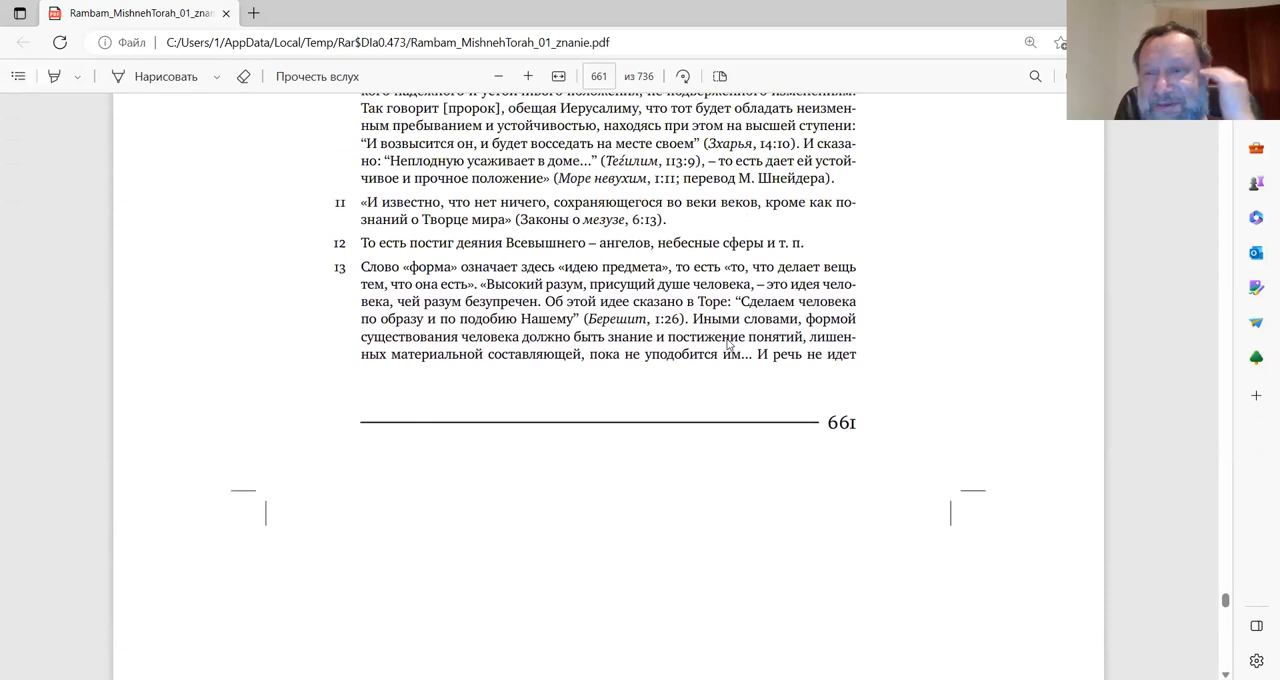 Rambam_MishnehTorah_01_znan
Файл C:/Users/1/AppData/Local/Temp/Rar$DIa0.473/Rambam_MishnehTorah_01_znanie.pdf
Нарисовать Прочесть вслух 661 из 736
кого надежного и устойчивого положения, не подверженного изменениям.
Так говорит [пророк], обещая Иерусалиму, что тот будет обладать неизмен-
ным пребыванием и устойчивостью, находясь при этом на высшей ступени:
“И возвысится он, и будет восседать на месте своем” (Зхарья, 14:10). И сказа-
но: “Неплодную усаживает в доме...” (Теѓилим, 113:9), – то есть дает ей устой-
чивое и прочное положение» (Море невухим, 1:11; перевод М. Шнейдера).
11 «И известно, что нет ничего, сохраняющегося во веки веков, кроме как по-
знаний о Творце мира» (Законы о мезузе, 6:13).
12 То есть постиг деяния Всевышнего – ангелов, небесные сферы и т. п.
13 Слово «форма» означает здесь «идею предмета», то есть «то, что делает вещь
тем, что она есть». «Высокий разум, присущий душе человека, – это идея чело-
века, чей разум безупречен. Об этой идее сказано в Торе: “Сделаем человека
по образу и по подобию Нашему” (Берешит, 1:26). Иными словами, формой
существования человека должно быть знание и постижение понятий, лишен-
ных материальной составляющей, пока не уподобится им... И речь не идет
661